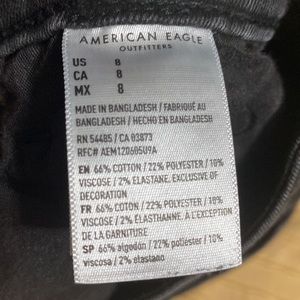 AMERICAN EAGLE
OUTFITTERS
US 8
CA 8
MX 8
MADE IN BANGLADESH / FABRIQUÉ AU
BANGLADESH / HECHO EN BANGLADESH
RN 54485 / CA 03873
RFC# AEM120605U9A
EN 66% COTTON / 22% POLYESTER / 10%
VISCOSE / 2% ELASTANE, EXCLUSIVE OF
DECORATION
FR 66% COTON / 22% POLYESTER / 10%
VISCOSE / 2% ÉLASTHANNE, À L'EXCEPTION
DE LA GARNITURE
SP 66% algodón / 22% poliéster / 10%
viscosa / 2% elastano